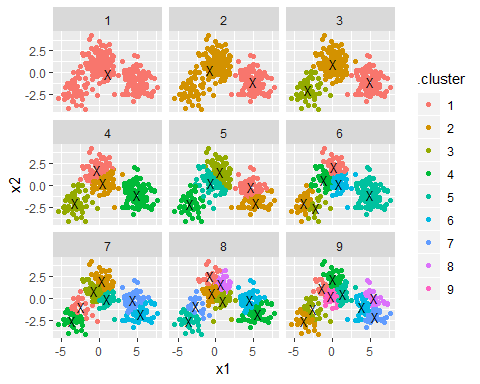 1 2 3
2.5
0.0
-2.5
X
X X
X X X
4 5 6
2.5
0.0
-2.5
X X X X
X X X X X
X X X X X X
7 8 9
2.5
0.0
-2.5
X X X X X X X
X X X X X X X X
X X X X X X X X X
-5 0 5 -5 0 5 -5 0 5
x1
x2
.cluster
1
2
3
4
5
6
7
8
9